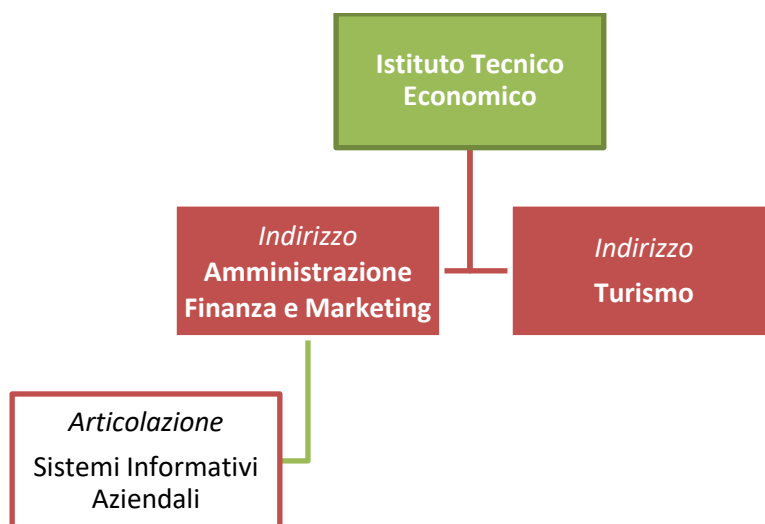 Istituto Tecnico
Economico
Indirizzo
Amministrazione
Finanza e Marketing
Indirizzo
Turismo
Articolazione
Sistemi Informativi
Aziendali